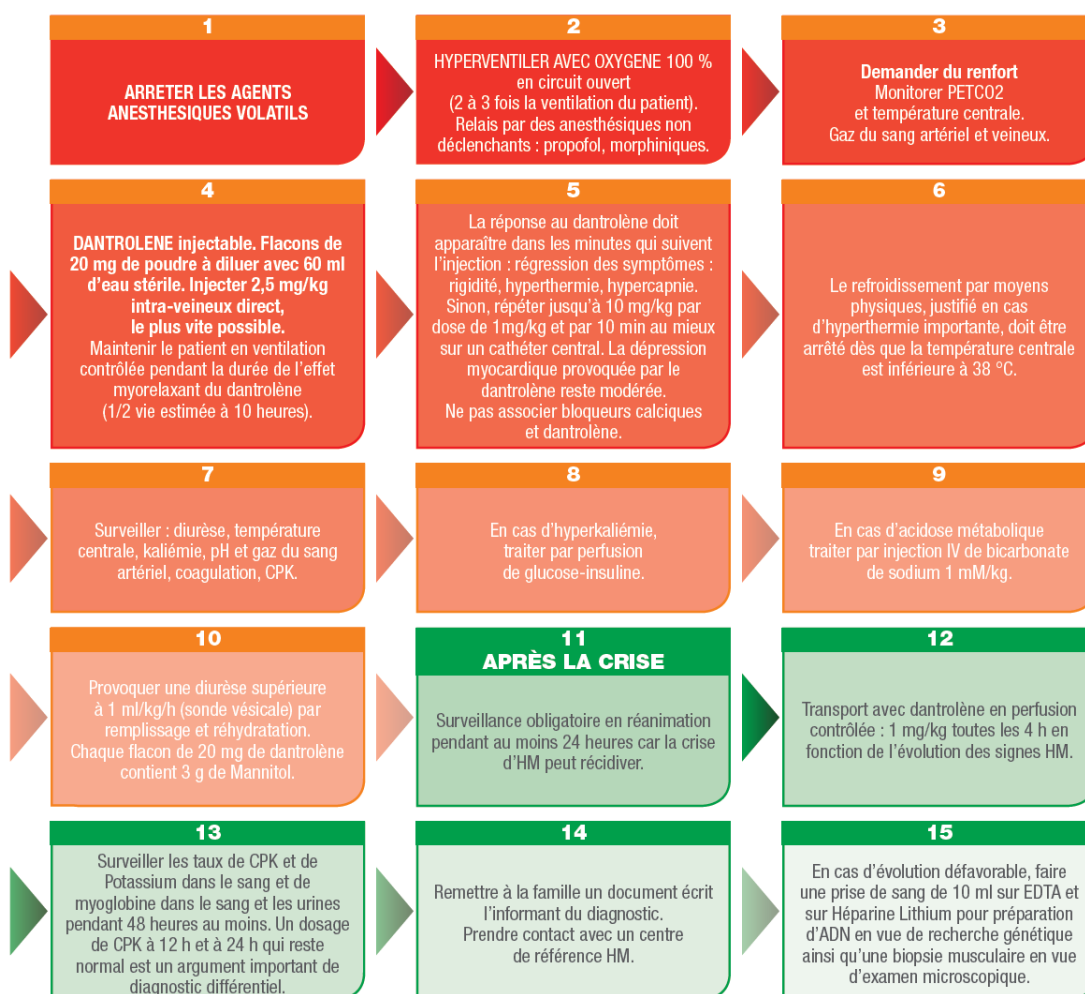 1
ARRETER LES AGENTS
ANESTHESIQUES VOLATILS
2
HYPERVENTILER AVEC OXYGENE 100 %
en circuit ouvert
(2 à 3 fois la ventilation du patient).
Relais par des anesthésiques non
déclenchants : propofol, morphiniques.
3
Demander du renfort
Monitorer PETCO2
et température centrale.
Gaz du sang artériel et veineux.
4
DANTROLENE injectable. Flacons de
20 mg de poudre à diluer avec 60 ml
d'eau stérile. Injecter 2,5 mg/kg
intra-veineux direct,
le plus vite possible.
Maintenir le patient en ventilation
contrôlée pendant la durée de l'effet
myorelaxant du dantrolène
(1/2 vie estimée à 10 heures).
5
La réponse au dantrolène doit
apparaître dans les minutes qui suivent
l'injection : régression des symptômes :
rigidité, hyperthermie, hypercapnie.
Sinon, répéter jusqu'à 10 mg/kg par
dose de 1mg/kg et par 10 min au mieux
sur un cathéter central. La dépression
myocardique provoquée par le
dantrolène reste modérée.
Ne pas associer bloqueurs calciques
et dantrolène.
6
Le refroidissement par moyens
physiques, justifié en cas
d'hyperthermie importante, doit être
arrêté dès que la température centrale
est inférieure à 38 °C.
7
Surveiller : diurèse, température
centrale, kaliémie, pH et gaz du sang
artériel, coagulation, CPK.
8
En cas d'hyperkaliémie,
traiter par perfusion
de glucose-insuline.
9
En cas d'acidose métabolique
traiter par injection IV de bicarbonate
de sodium 1 mM/kg.
10
Provoquer une diurèse supérieure
à 1 ml/kg/h (sonde vésicale) par
remplissage et réhydratation.
Chaque flacon de 20 mg de dantrolène
contient 3 g de Mannitol.
11
APRÈS LA CRISE
Surveillance obligatoire en réanimation
pendant au moins 24 heures car la crise
d'HM peut récidiver.
12
Transport avec dantrolène en perfusion
contrôlée : 1 mg/kg toutes les 4 h en
fonction de l'évolution des signes HM.
13
Surveiller les taux de CPK et de
Potassium dans le sang et de
myoglobine dans le sang et les urines
pendant 48 heures au moins. Un dosage
de CPK à 12 h et à 24 h qui reste
normal est un argument important de
diagnostic différentiel.
14
Remettre à la famille un document écrit
l'informant du diagnostic.
Prendre contact avec un centre
de référence HM.
15
En cas d'évolution défavorable, faire
une prise de sang de 10 ml sur EDTA et
sur Héparine Lithium pour préparation
d'ADN en vue de recherche génétique
ainsi qu'une biopsie musculaire en vue
d'examen microscopique.